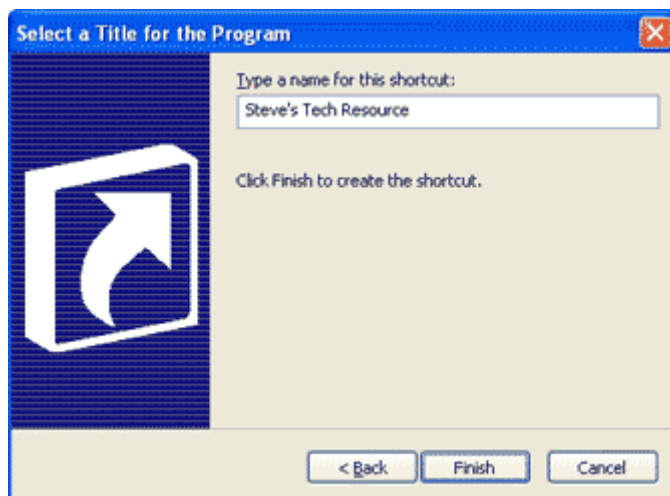 Select a Title for the Program
Type a name for this shortcut:
Steve's Tech Resource
Click Finish to create the shortcut.
< Back
Finish
Cancel